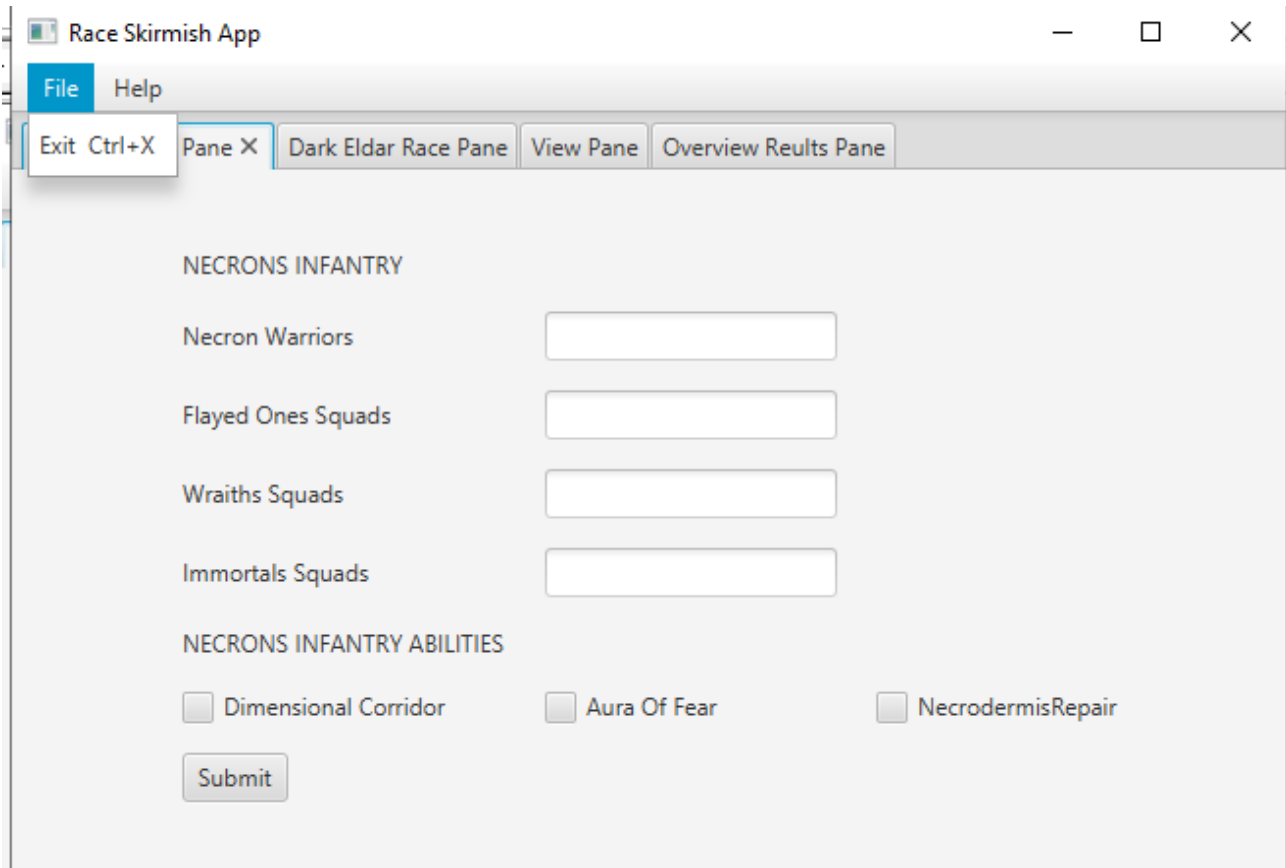 Race Skirmish App
File Help
Exit Ctrl+X
Pane Dark Eldar Race Pane View Pane Overview Reults Pane
NECRONS INFANTRY
Necron Warriors
Flayed Ones Squads
Wraiths Squads
Immortals Squads
NECRONS INFANTRY ABILITIES
Dimensional Corridor Aura Of Fear NecrodermisRepair
Submit